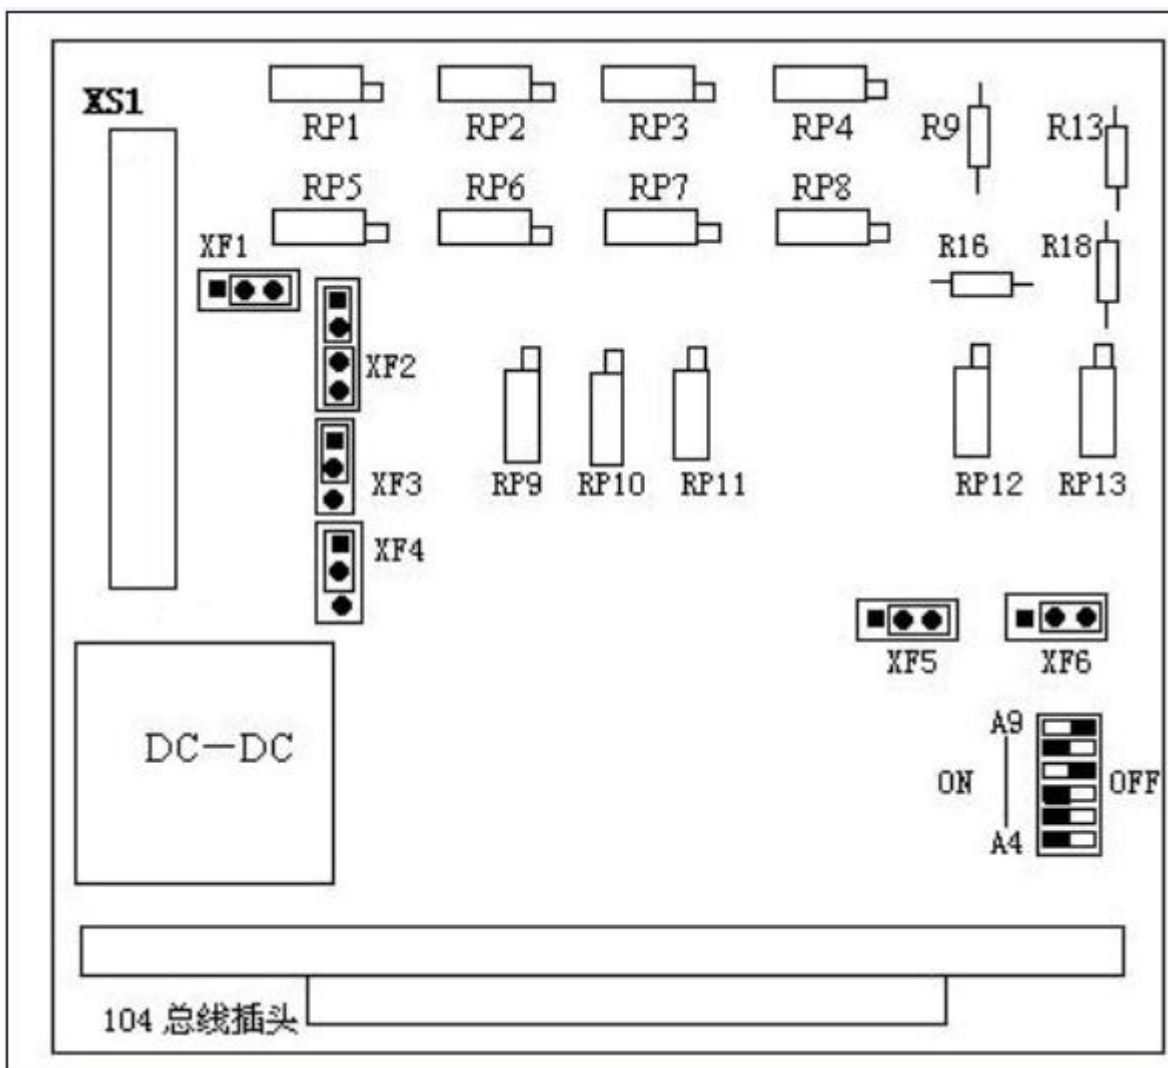 XS1
RP1 RP2 RP3 RP4 R9 R13
RP5 RP6 RP7 RP8
XF1 R16 R18
XF2
XF3 RP9 RP10 RP11 RP12 RP13
XF4
XF5 XF6
A9
DC—DC
ON OFF
A4
104 总线插头